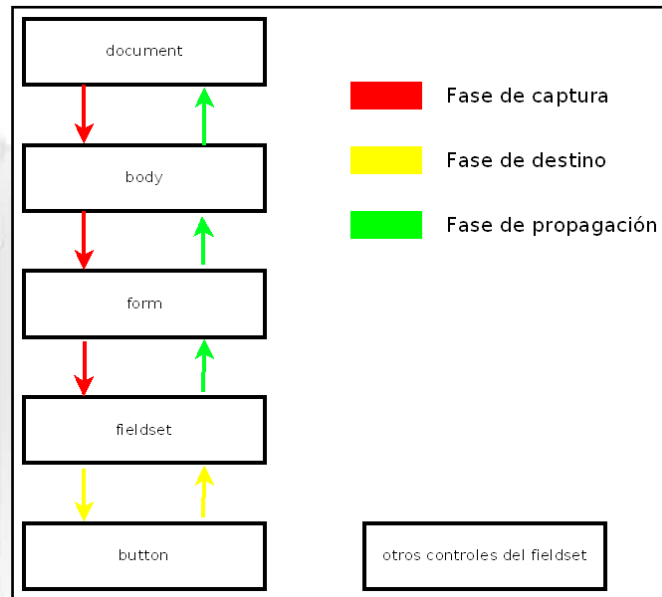 document
Fase de captura
Fase de destino
body
Fase de propagación
form
fieldset
button
otros controles del fieldset